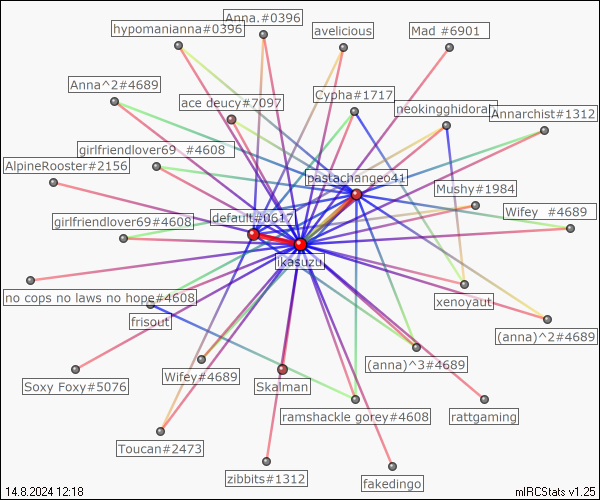 Anna.#0396
hypomanianna#0396
avelicious
Mad #6901
Anna^2#4689
ace deucy#7097
Cypha#1717
neokingghidorah
Annarchist#1312
girlfriendlover69 #4608
AlpineRooster#2156
pastachangeo41
Mushy#1984
Wifey #4689
girlfriendlover69#4608
default#0617
ikasuzu
no cops no laws no hope#4608
xenoyaut
frisout
(anna)^2#4689
Wifey#4689
(anna)^3#4689
Soxy Foxy#5076
Skalman
ramshackle gorey#4608
rattgaming
Toucan#2473
zibbits#1312
fakedingo
14.8.2024 12:18
mIRCStats v1.25